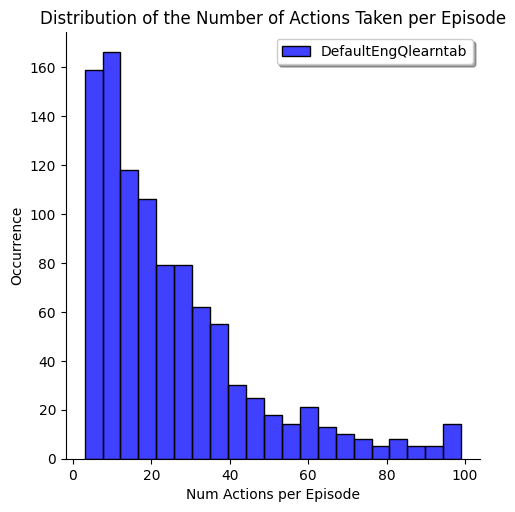 Distribution of the Number of Actions Taken per Episode
DefaultEngQlearntab
160
140
120
100
80
60
40
20
0
Occurrence
0 20 40 60 80 100
Num Actions per Episode